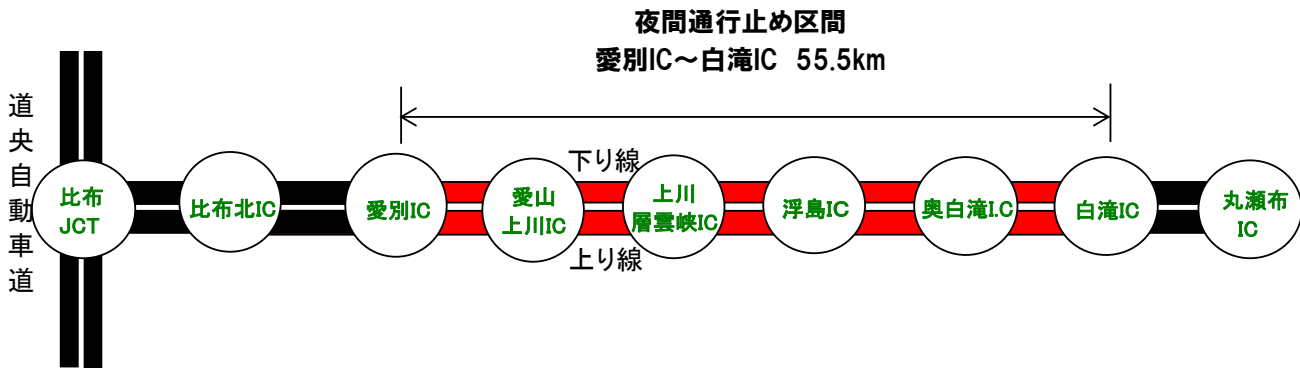 夜間通行止め区間
愛別IC～白滝IC 55.5km
道央自動車道
下り線
比布
JCT
比布北IC
愛別IC
愛山
上川IC
上川
層雲峡IC
浮島IC
奥白滝I.C
白滝IC
丸瀬布
IC
上り線